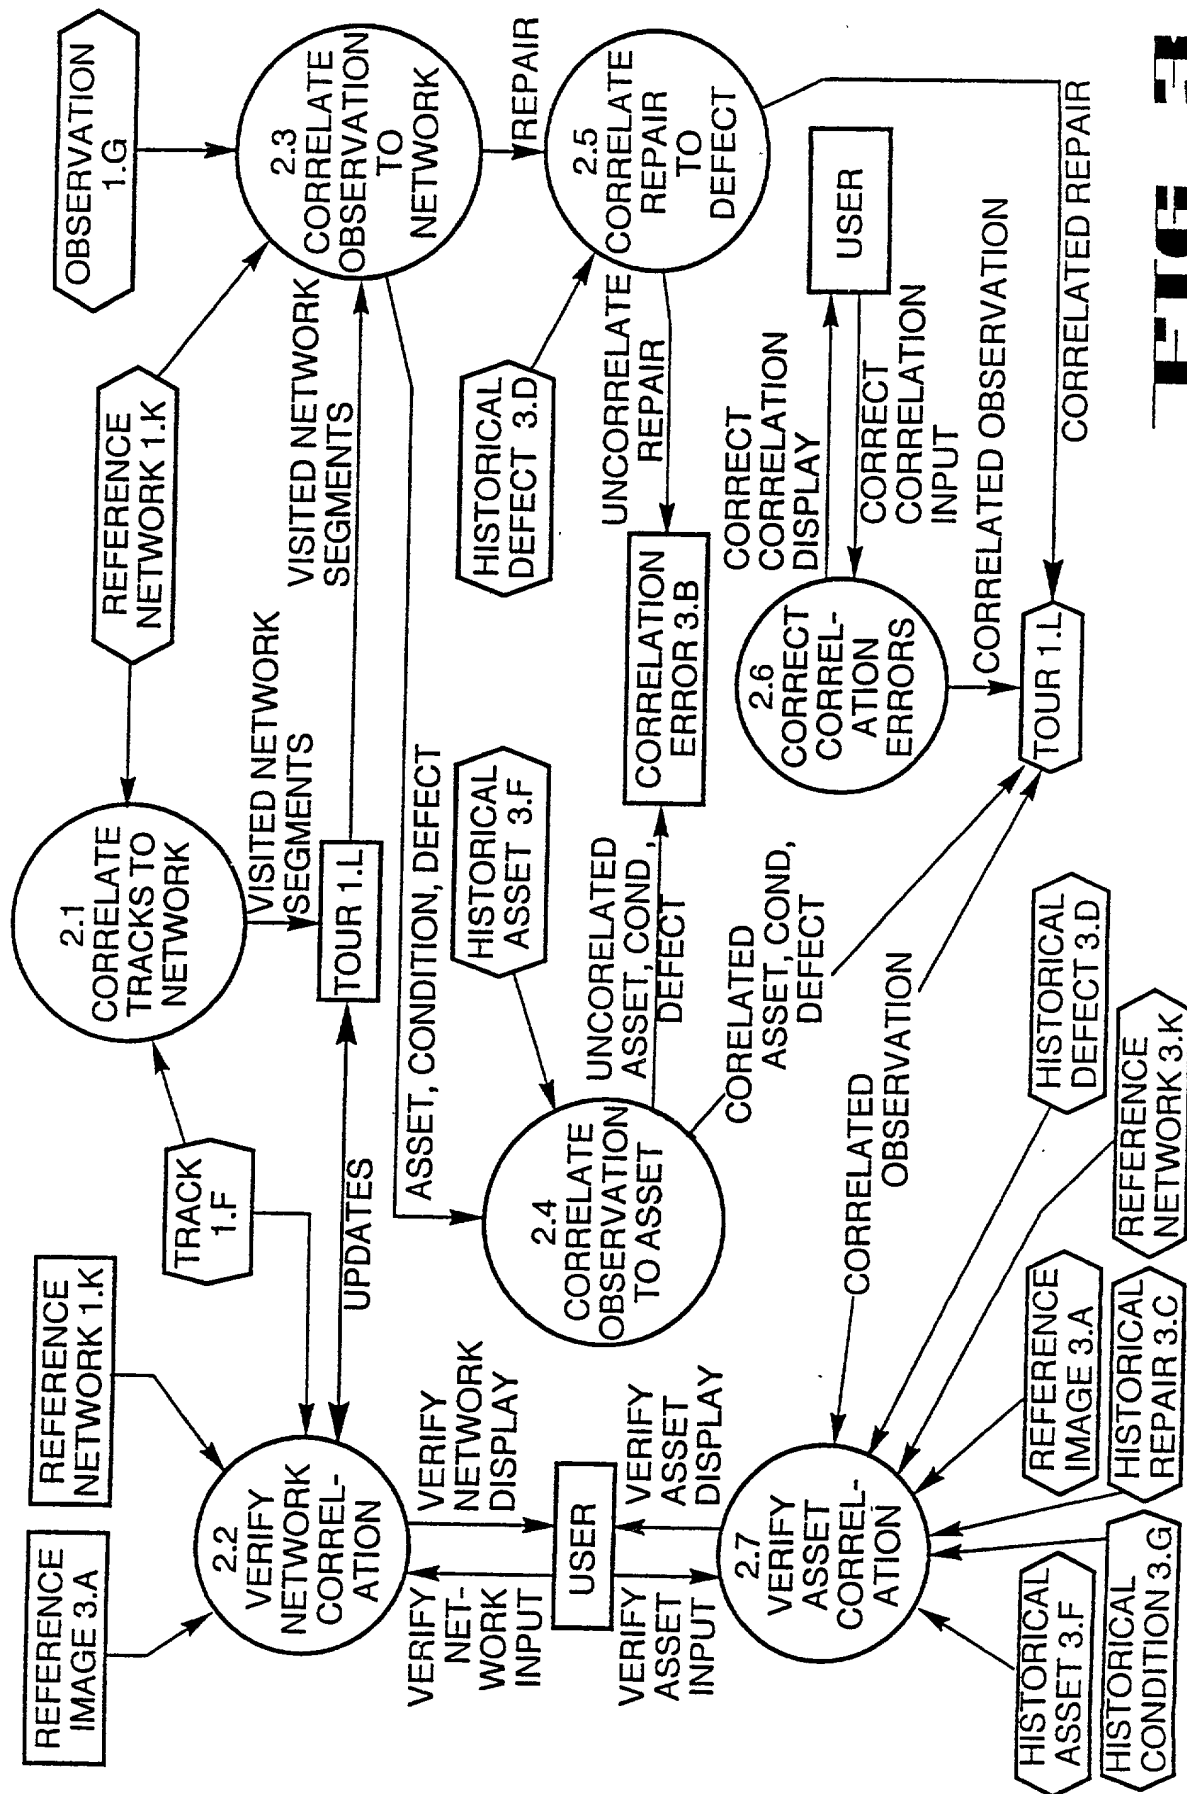 REFERENCE
IMAGE 3.A
REFERENCE
NETWORK 1.K
TRACK
1.F
2.1
CORRELATE
TRACKS TO
NETWORK
REFERENCE
NETWORK 1.K
OBSERVATION
1.G
2.2
VERIFY
NETWORK
CORREL-
ATION
UPDATES
VISITED NETWORK
SEGMENTS
TOUR 1.L
VISITED NETWORK
SEGMENTS
2.3
CORRELATE
OBSERVATION
TO
NETWORK
VERIFY
NET-
WORK
INPUT
VERIFY
NETWORK
DISPLAY
ASSET, CONDITION, DEFECT
REPAIR
USER
2.4
CORRELATE
OBSERVATION
TO ASSET
HISTORICAL
ASSET 3.F
HISTORICAL
DEFECT 3.D
2.5
CORRELATE
REPAIR
TO
DEFECT
VERIFY
ASSET
INPUT
VERIFY
ASSET
DISPLAY
UNCORELATED
ASSET, COND,
DEFECT
UNCORRELATE
REPAIR
CORRELATION
ERROR 3.B
2.7
VERIFY
ASSET
CORREL-
ATION
CORELATED
ASSET, COND,
DEFECT
2.6
CORRECT
CORREL-
ATION
ERRORS
CORRECT
CORRELATION
DISPLAY
USER
CORRECT
CORRELATION
INPUT
CORRELATED
OBSERVATION
CORRELATED OBSERVATION
TOUR 1.L
CORRELATED REPAIR
HISTORICAL
ASSET 3.F
HISTORICAL
CONDITION 3.G
REFERENCE
IMAGE 3.A
HISTORICAL
REPAIR 3.C
HISTORICAL
DEFECT 3.D
REFERENCE
NETWORK 3.K